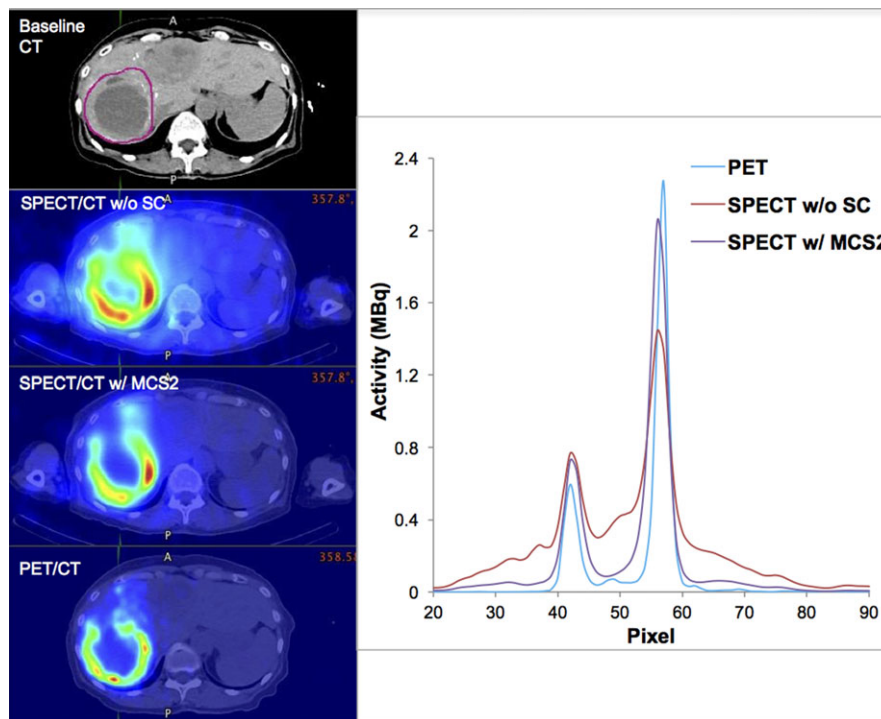 Baseline
CT
A
P
SPECT/CT w/o SC
A
357.8°,
P
SPECT/CT w/ MCS2
357.8°,
P
PET/CT
A
358.58
P
PET
SPECT w/o SC
SPECT w/ MCS2
Activity (MBq)
2.4
2
1.6
1.2
0.8
0.4
0
20 30 40 50 60 70 80 90
Pixel